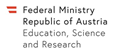 Federal Ministry
Republic of Austria
Education, Science
and Research